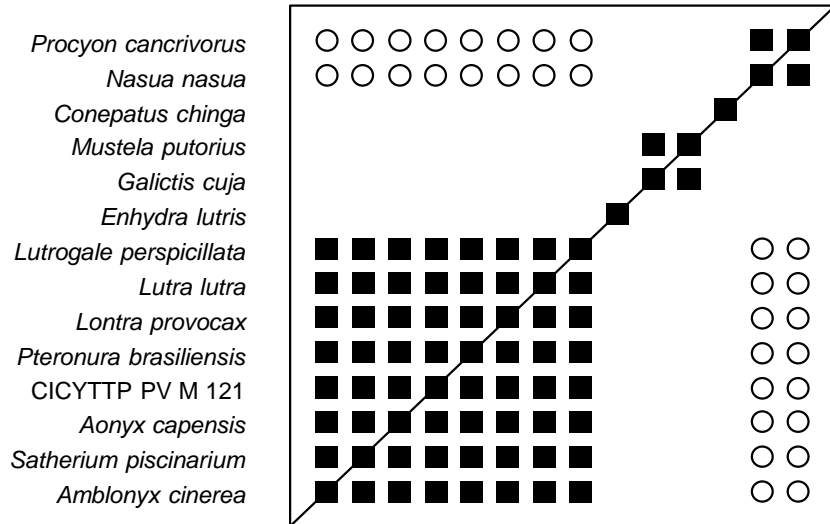 Procyon cancrivorus
Nasua nasua
Conepatus chinga
Mustela putorius
Galictis cuja
Enhydra lutris
Lutrogale perspicillata
Lutra lutra
Lontra provocax
Pteronura brasiliensis
CICYTTP PV M 121
Aonyx capensis
Satherium piscinarium
Amblonyx cinerea